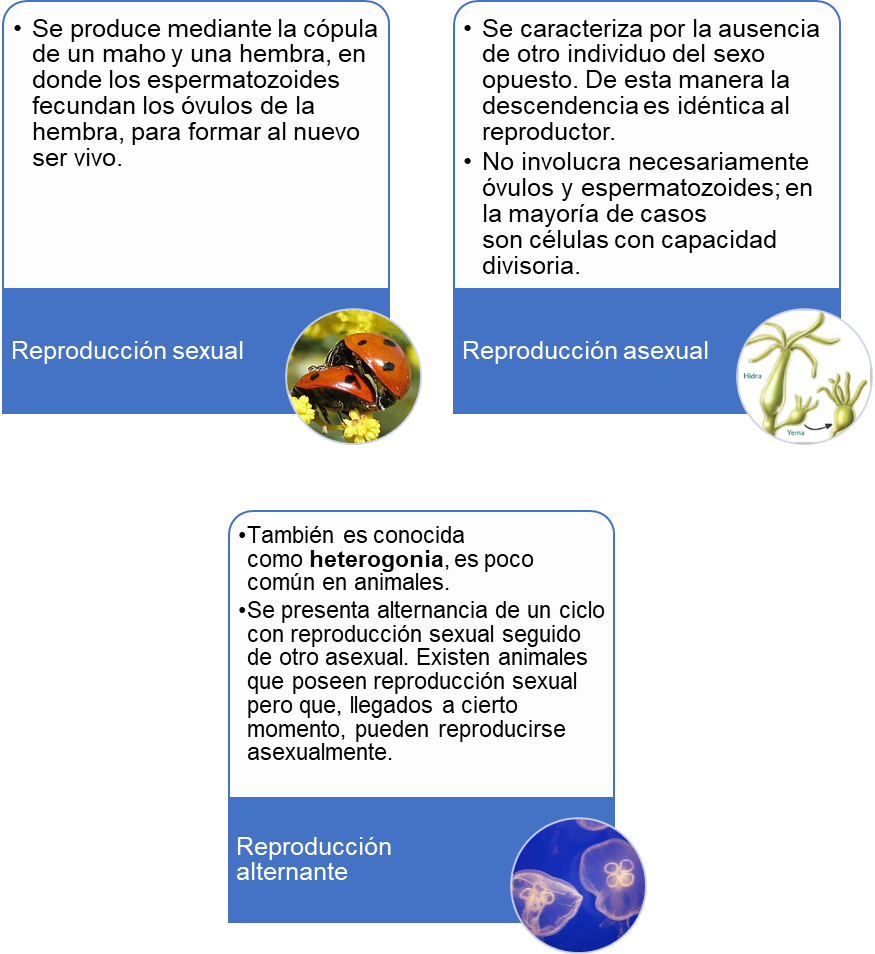 • Se produce mediante la cópula
de un maho y una hembra, en
donde los espermatozoides
fecundan los óvulos de la
hembra, para formar al nuevo
ser vivo.
Reproducción sexual
• Se caracteriza por la ausencia
de otro individuo del sexo
opuesto. De esta manera la
descendencia es idéntica al
reproductor.
• No involucra necesariamente
óvulos y espermatozoides; en
la mayoría de casos
son células con capacidad
divisoria.
Reproducción asexual
Hidra
Yema
•También es conocida
como heterogonia, es poco
común en animales.
•Se presenta alternancia de un ciclo
con reproducción sexual seguido
de otro asexual. Existen animales
que poseen reproducción sexual
pero que, llegados a cierto
momento, pueden reproducirse
asexualmente.
Reproducción
alternante